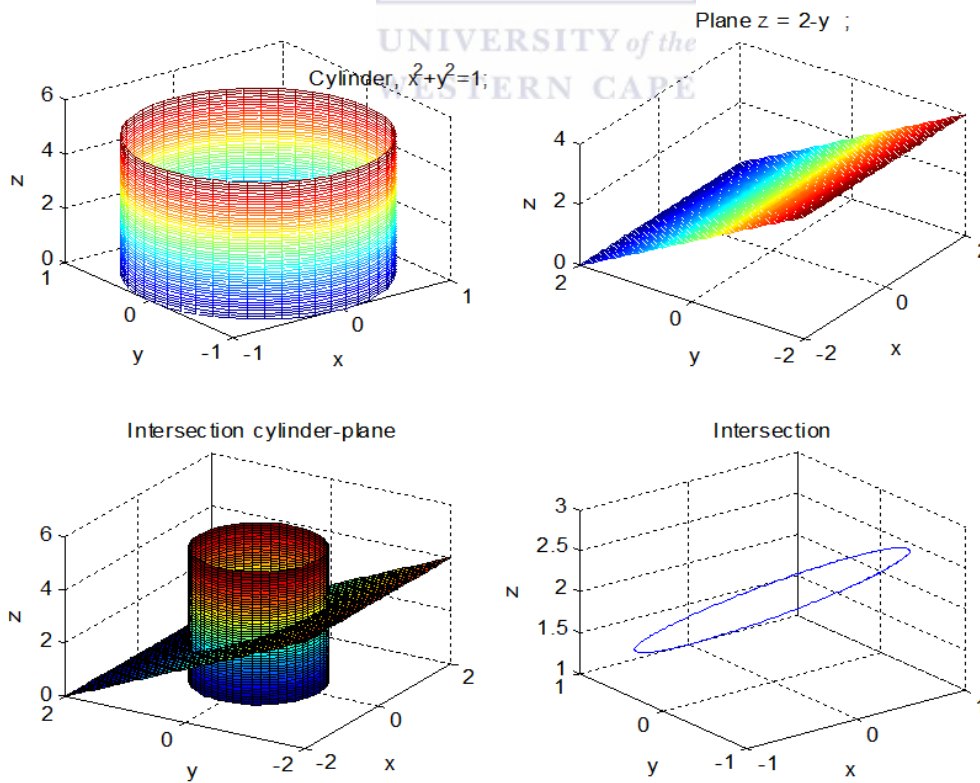 UNIVERSITY of the
WESTERN CAPE
Cylinder, x²+y²=1;
6
4
2
0
z
1
0
-1
y
-1
0
1
x
Plane z = 2-y ;
4
2
0
z
2
0
-2
y
-2
0
2
x
Intersection cylinder-plane
6
4
2
0
z
2
0
-2
y
-2
0
2
x
Intersection
3
2.5
2
1.5
1
z
1
0
-1
y
-1
0
1
x